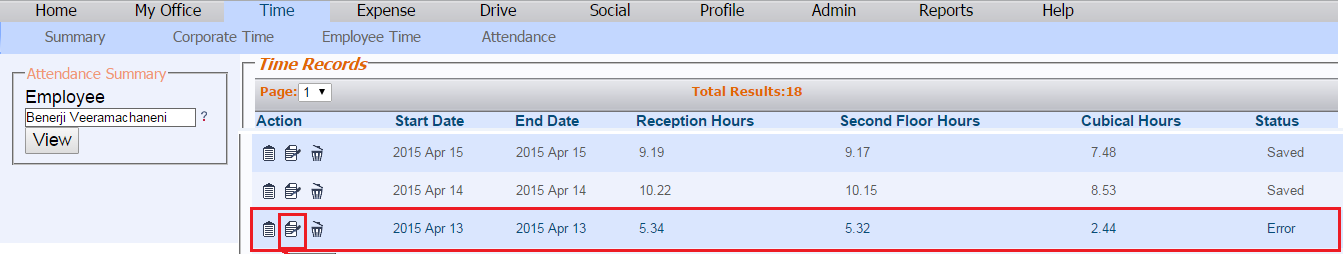 Home My Office Time Expense Drive Social Profile Admin Reports Help
Summary Corporate Time Employee Time Attendance
Attendance Summary
Employee
Benerji Veeramachaneni ?
View
Time Records
Page: 1 Total Results:18
Action Start Date End Date Reception Hours Second Floor Hours Cubical Hours Status
2015 Apr 15 2015 Apr 15 9.19 9.17 7.48 Saved
2015 Apr 14 2015 Apr 14 10.22 10.15 8.53 Saved
2015 Apr 13 2015 Apr 13 5.34 5.32 2.44 Error